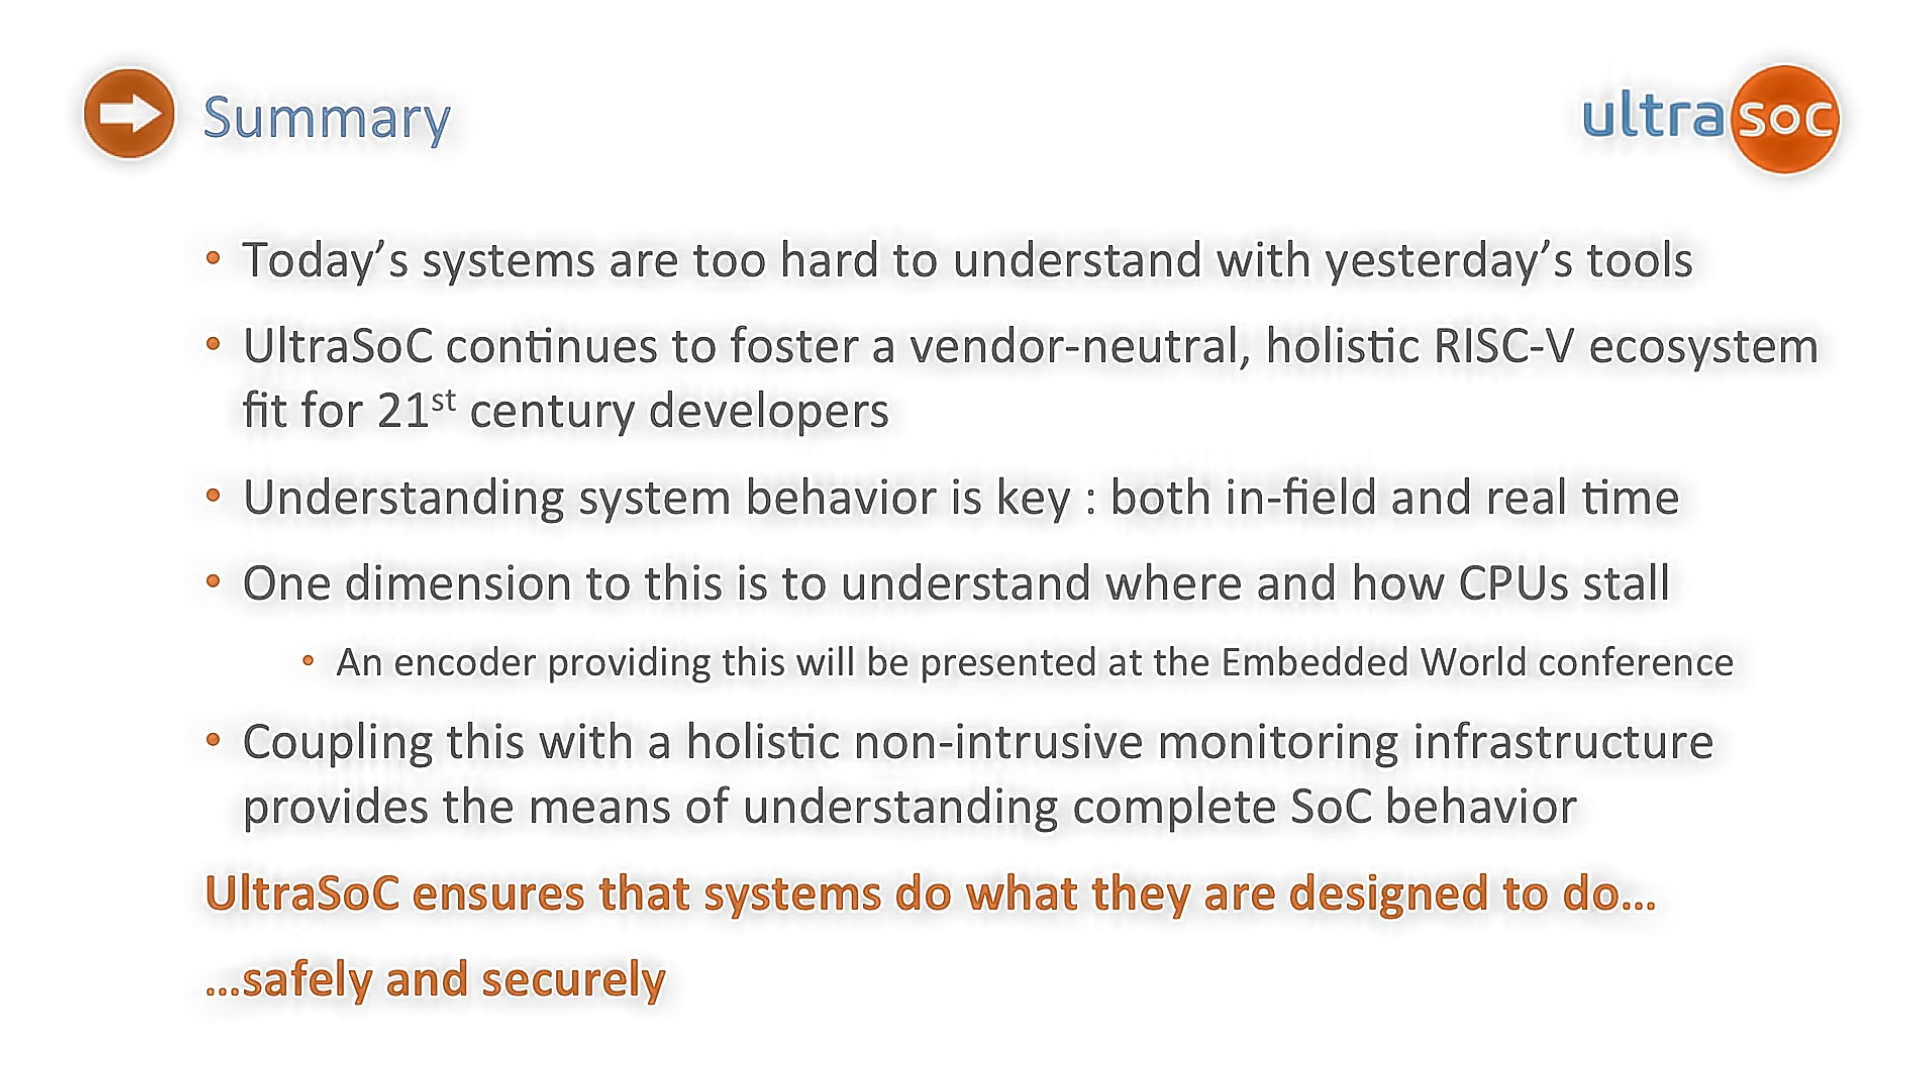 Summary
ultrasoc
• Today’s systems are too hard to understand with yesterday’s tools
• UltraSoC continues to foster a vendor-neutral, holistic RISC-V ecosystem
fit for 21st century developers
• Understanding system behavior is key : both in-field and real time
• One dimension to this is to understand where and how CPUs stall
• An encoder providing this will be presented at the Embedded World conference
• Coupling this with a holistic non-intrusive monitoring infrastructure
provides the means of understanding complete SoC behavior
UltraSoC ensures that systems do what they are designed to do…
…safely and securely